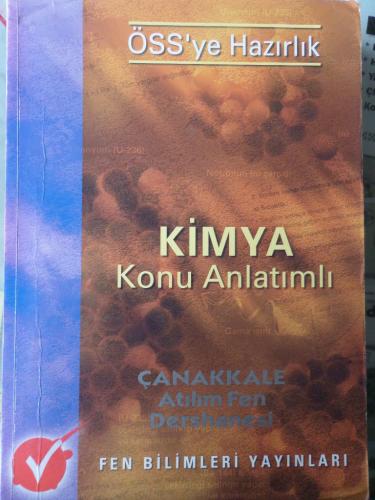 ÖSS'ye Hazırlık
KİMYA
Konu Anlatımlı
ÇANAKKALE
Atılım Fen
Dershanesi
FEN BİLİMLERİ YAYINLARI